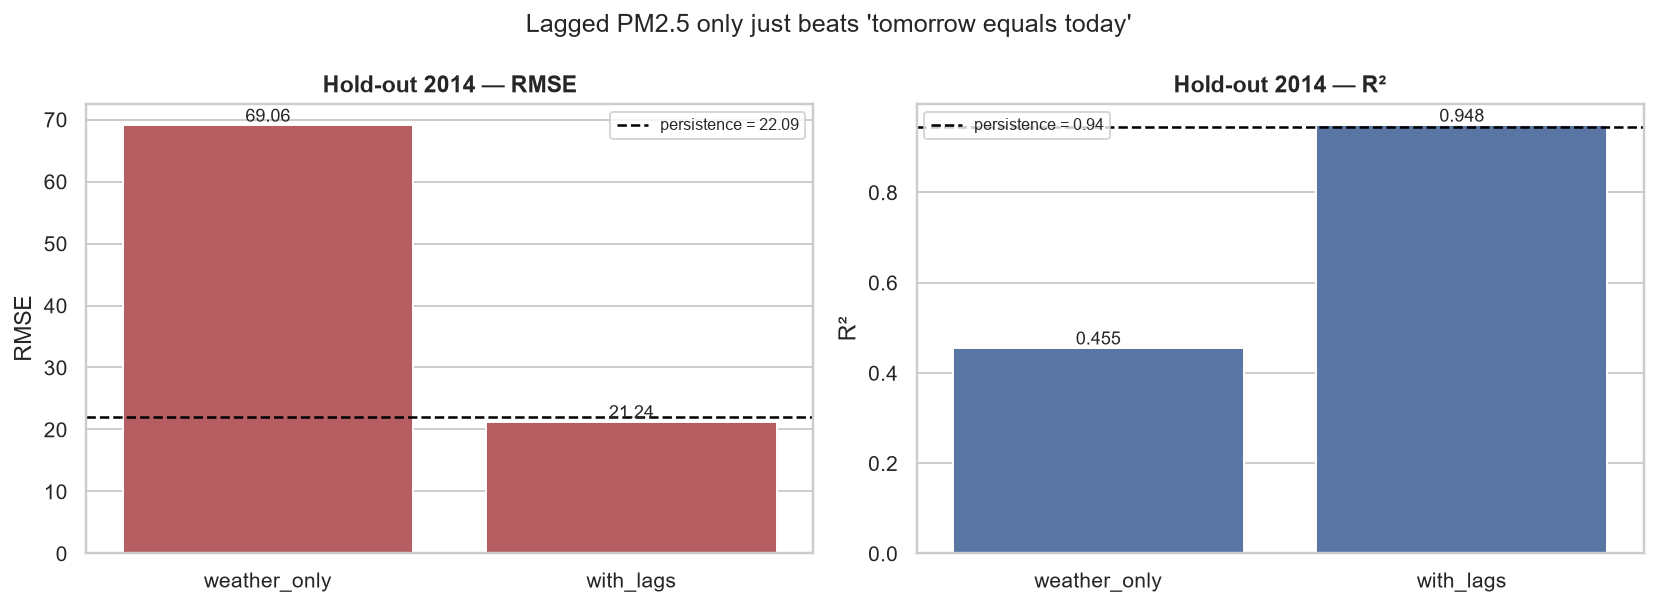 Lagged PM2.5 only just beats 'tomorrow equals today'
Hold-out 2014 — RMSE
70
60
50
40
30
20
10
0
RMSE
69.06
21.24
persistence = 22.09
weather_only
with_lags
Hold-out 2014 — R²
0.8
0.6
0.4
0.2
0.0
R²
persistence = 0.94
0.455
0.948
weather_only
with_lags